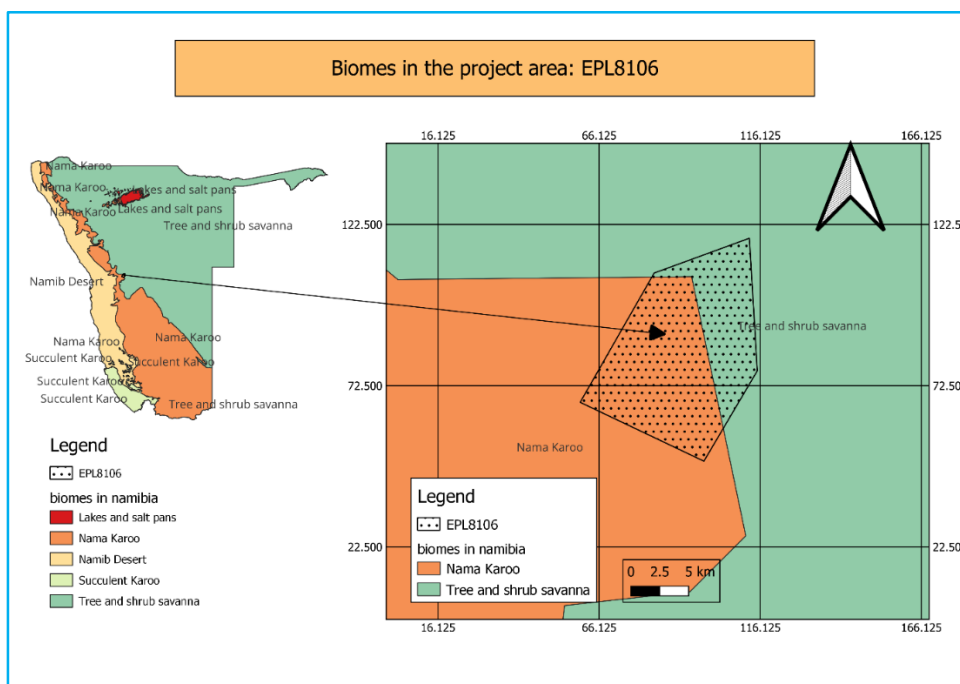 Biomes in the project area: EPL8106
Nama Karoo
Nama Karoo
Lakes and salt pans
Nama Karoo
Lakes and salt pans
Tree and shrub savanna
Namib Desert
Nama Karoo
Nama Karoo
Succulent Karoo
Succulent Karoo
Succulent Karoo
Succulent Karoo
Tree and shrub savanna
Legend
EPL8106
biomes in namibia
Lakes and salt pans
Nama Karoo
Namib Desert
Succulent Karoo
Tree and shrub savanna
16.125 66.125 116.125 166.125
122.500 122.500
Tree and shrub savanna
72.500 72.500
Nama Karoo
Legend
EPL8106
biomes in namibia
Nama Karoo
Tree and shrub savanna
22.500 22.500
0 2.5 5 km
16.125 66.125 116.125 166.125